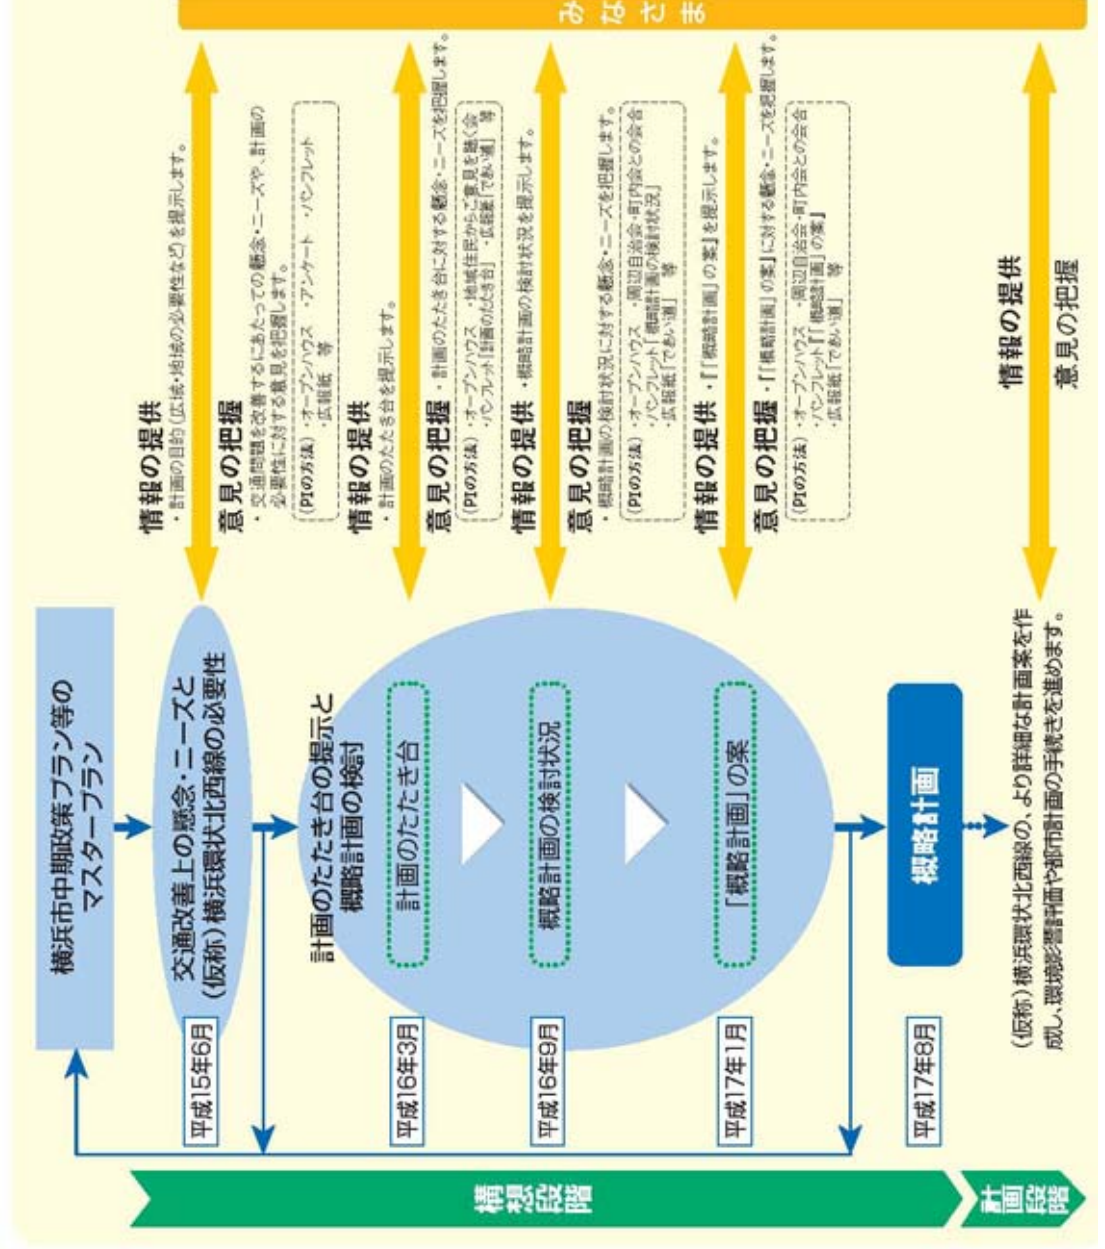 横浜市中期政策プラン等の
マスタープラン
平成15年6月
交通改善上の懸念・ニーズと
(仮称)横浜環状北西線の必要性
情報の提供
・計画の目的(広域・地域の必要性など)を提示します。
意見の把握
・交通問題を改善するにあたっての懸念・ニーズや、計画の
必要性に対する意見を把握します。
(PIの方法)・オープンハウス ・アンケート ・パンフレット
・広報紙 等
計画のたたき台の提示と
概略計画の検討
平成16年3月
計画のたたき台
情報の提供
・計画のたたき台を提示します。
意見の把握
・計画のたたき台に対する懸念・ニーズを把握します。
(PIの方法)・オープンハウス ・地域住民からご意見を聴く会
・パンフレット「計画のたたき台」 ・広報紙「であい道」 等
平成16年9月
概略計画の検討状況
情報の提供
・概略計画の検討状況を提示します。
意見の把握
・概略計画の検討状況に対する懸念・ニーズを把握します。
(PIの方法)・オープンハウス ・周辺自治会・町内会との会合
・パンフレット「概略計画の検討状況」
・広報紙「であい道」 等
平成17年1月
「概略計画」の案
情報の提供
・『「概略計画」の案』を提示します。
意見の把握
・『「概略計画」の案』に対する懸念・ニーズを把握します。
(PIの方法)・オープンハウス ・周辺自治会・町内会との会合
・パンフレット『「概略計画」の案』
・広報紙「であい道」 等
平成17年8月
概略計画
(仮称)横浜環状北西線の、より詳細な計画案を作
成し、環境影響評価や都市計画の手続きを進めます。
情報の提供
意見の把握
構想段階
計画段階
みなさま